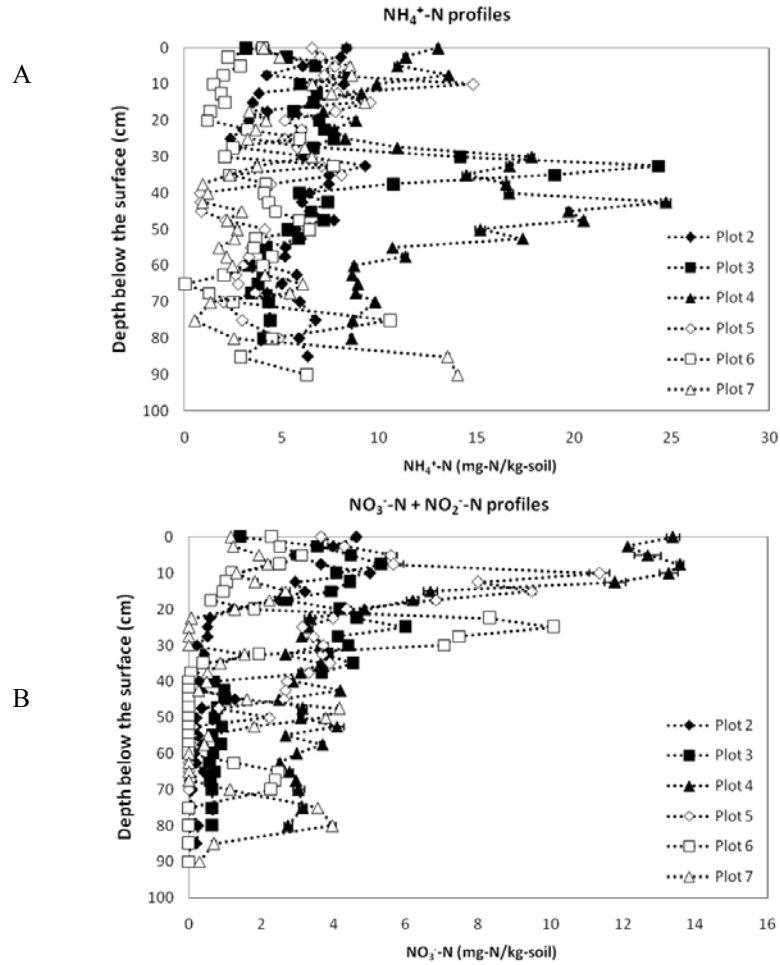 A
NH₄⁺-N profiles
Depth below the surface (cm)
0
10
20
30
40
50
60
70
80
90
100
Plot 2
Plot 3
Plot 4
Plot 5
Plot 6
Plot 7
0 5 10 15 20 25 30
NH₄⁺-N (mg-N/kg-soil)
B
NO₃⁻-N + NO₂⁻-N profiles
Depth below the surface (cm)
0
10
20
30
40
50
60
70
80
90
100
Plot 2
Plot 3
Plot 4
Plot 5
Plot 6
Plot 7
0 2 4 6 8 10 12 14 16
NO₃⁻-N (mg-N/kg-soil)